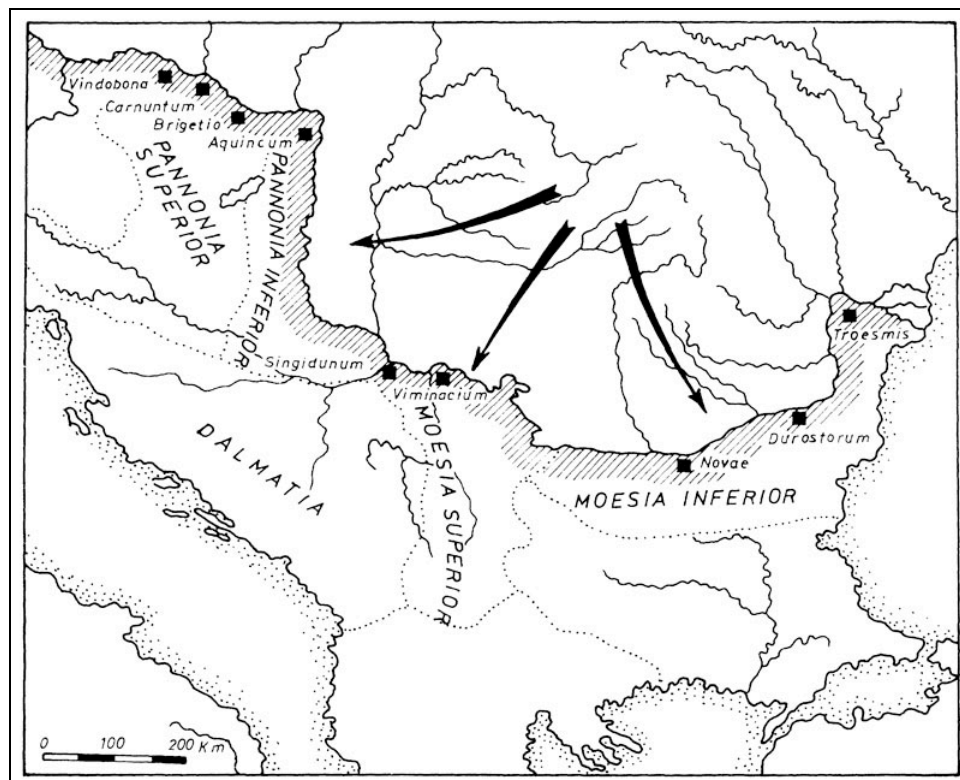 Vindobona
Carnuntum
Brigetio
Aquincum
PANNONIA
SUPERIOR
PANNONIA INFERIOR
Singidunum
Viminacium
DALMATIA
MOESIA SUPERIOR
Troesmis
Durostorum
Novae
MOESIA INFERIOR
0 100 200 Km